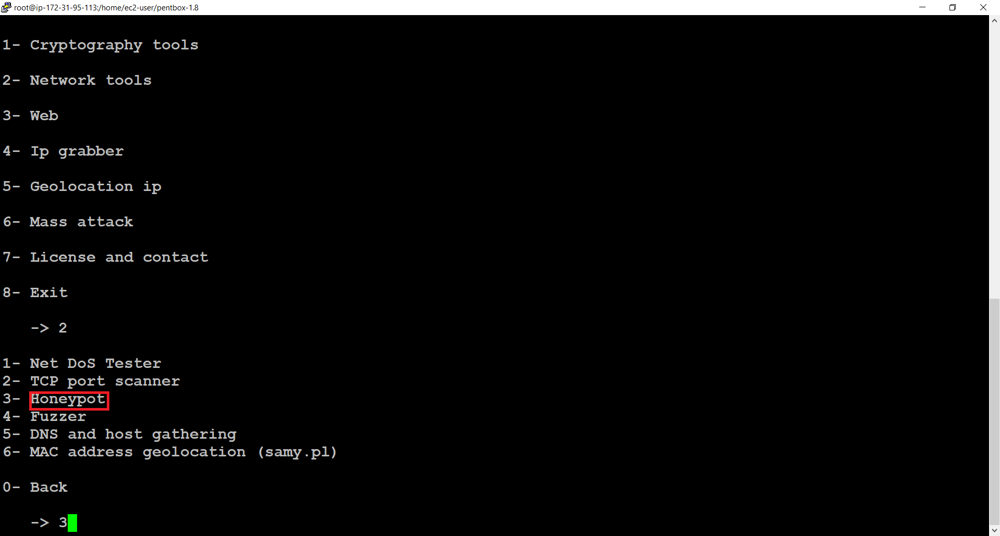 root@ip-172-31-95-113:/home/ec2-user/pentbox-1.8
1- Cryptography tools
2- Network tools
3- Web
4- Ip grabber
5- Geolocation ip
6- Mass attack
7- License and contact
8- Exit
-> 2
1- Net DoS Tester
2- TCP port scanner
3- Honeypot
4- Fuzzer
5- DNS and host gathering
6- MAC address geolocation (samy.pl)
0- Back
-> 3